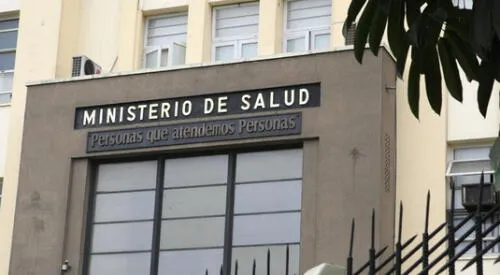 MINISTERIO DE SALUD
Personas que atendemos Personas